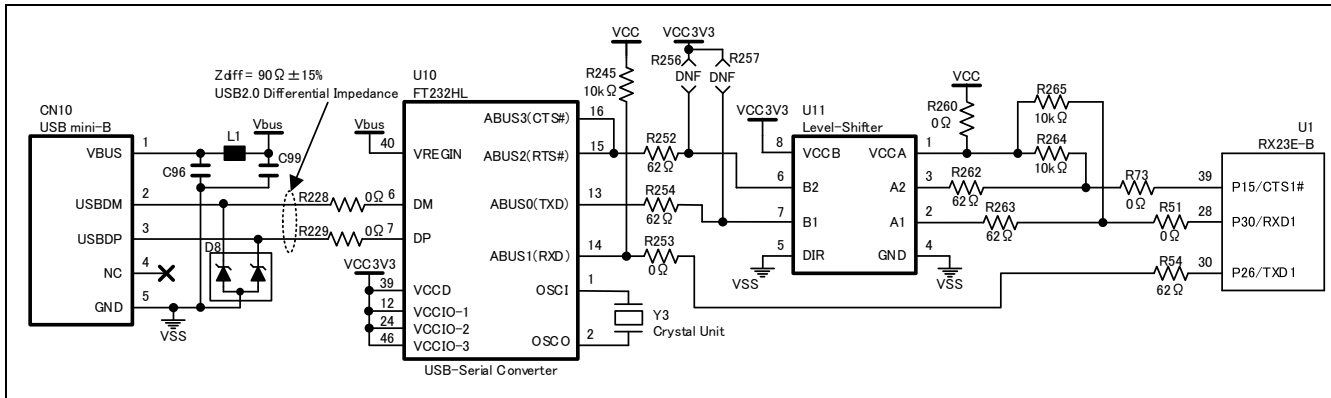 Zdiff = 90Ω ±15%
USB2.0 Differential Impedance
CN10
USB mini-B
VBUS
1
USBDM
2
USBDP
3
NC
4
GND
5
VSS
L1
C96
C99
Vbus
D8
R228
0Ω
R229
0Ω
U10
FT232HL
Vbus
40
VREGIN
6
DM
7
DP
VCC3V3
39
VCCD
12
VCCIO-1
24
VCCIO-2
46
VCCIO-3
ABUS3(CTS#)
16
ABUS2(RTS#)
15
ABUS0(TXD)
13
ABUS1(RXD)
14
OSCI
1
OSCO
2
USB-Serial Converter
Y3
Crystal Unit
VCC
R245
10kΩ
VCC3V3
R256
DNF
R257
DNF
R252
62Ω
R254
62Ω
R253
0Ω
VCC3V3
U11
Level-Shifter
8
VCCB
6
B2
7
B1
5
DIR
VSS
VCCA
1
A2
3
A1
2
GND
4
VSS
VCC
R260
0Ω
R265
10kΩ
R264
10kΩ
R262
62Ω
R263
62Ω
R73
0Ω
R51
0Ω
R54
62Ω
U1
RX23E-B
39
P15/CTS1#
28
P30/RXD1
30
P26/TXD1